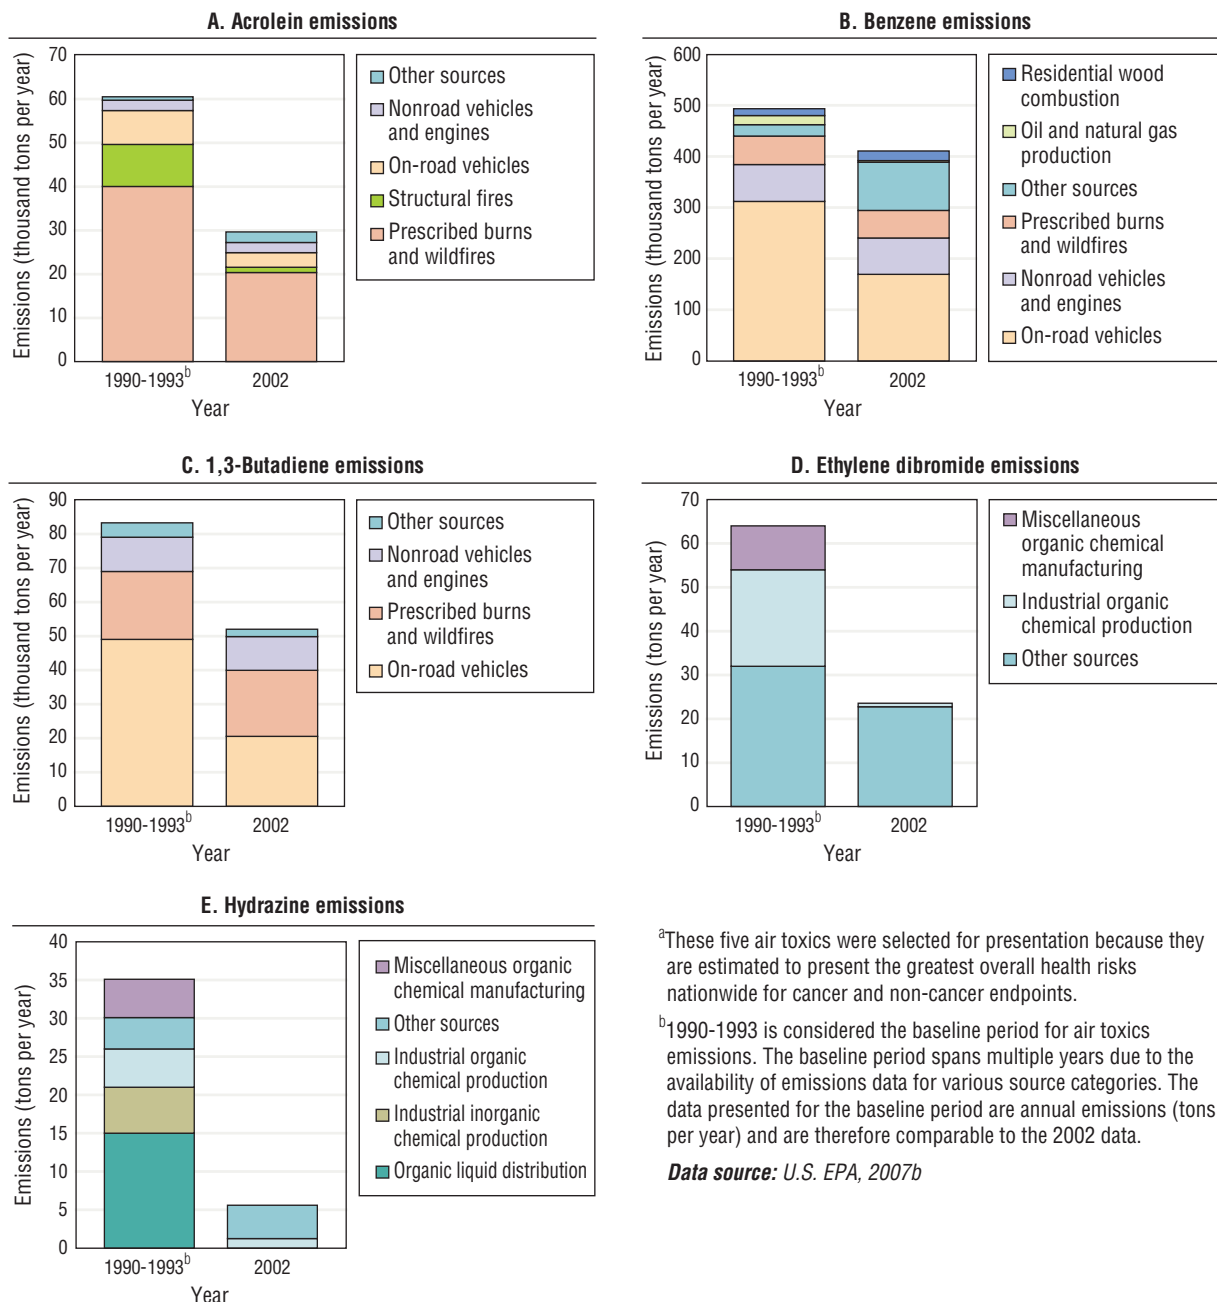 A. Acrolein emissions
Emissions (thousand tons per year)
70
60
50
40
30
20
10
0
1990-1993b
2002
Year
Other sources
Nonroad vehicles
and engines
On-road vehicles
Structural fires
Prescribed burns
and wildfires
B. Benzene emissions
Emissions (thousand tons per year)
600
500
400
300
200
100
0
1990-1993b
2002
Year
Residential wood
combustion
Oil and natural gas
production
Other sources
Prescribed burns
and wildfires
Nonroad vehicles
and engines
On-road vehicles
C. 1,3-Butadiene emissions
Emissions (thousand tons per year)
90
80
70
60
50
40
30
20
10
0
1990-1993b
2002
Year
Other sources
Nonroad vehicles
and engines
Prescribed burns
and wildfires
On-road vehicles
D. Ethylene dibromide emissions
Emissions (tons per year)
70
60
50
40
30
20
10
0
1990-1993b
2002
Year
Miscellaneous
organic chemical
manufacturing
Industrial organic
chemical production
Other sources
E. Hydrazine emissions
Emissions (tons per year)
40
35
30
25
20
15
10
5
0
1990-1993b
2002
Year
Miscellaneous organic
chemical manufacturing
Other sources
Industrial organic
chemical production
Industrial inorganic
chemical production
Organic liquid distribution
aThese five air toxics were selected for presentation because they
are estimated to present the greatest overall health risks
nationwide for cancer and non-cancer endpoints.
b1990-1993 is considered the baseline period for air toxics
emissions. The baseline period spans multiple years due to the
availability of emissions data for various source categories. The
data presented for the baseline period are annual emissions (tons
per year) and are therefore comparable to the 2002 data.
Data source: U.S. EPA, 2007b